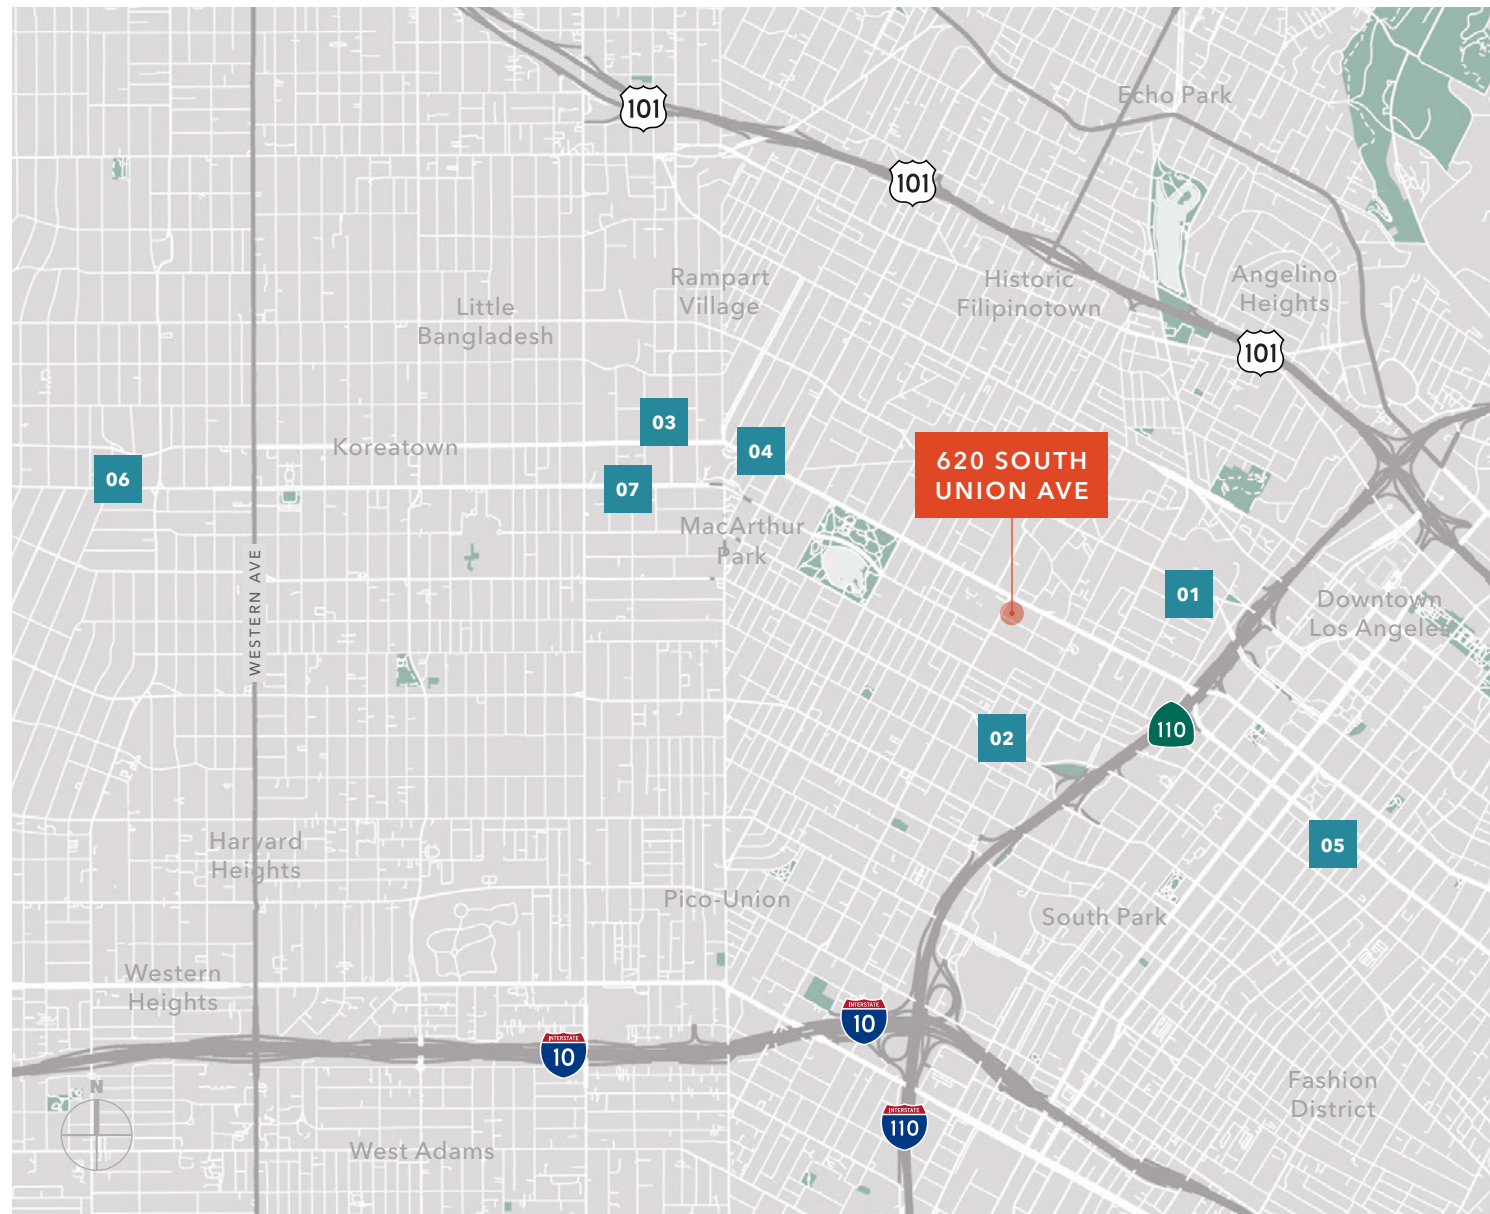 Echo Park
101
101
Rampart
Village
Historic
Filipinotown
Angelino
Heights
Little
Bangladesh
101
03
Koreatown
04
620 SOUTH
UNION AVE
06
07
MacArthur
Park
WESTERN AVE
01
Downtown
Los Angeles
110
02
05
Harvard
Heights
Pico-Union
South Park
Western
Heights
INTERSTATE
10
INTERSTATE
10
N
Fashion
District
INTERSTATE
110
West Adams